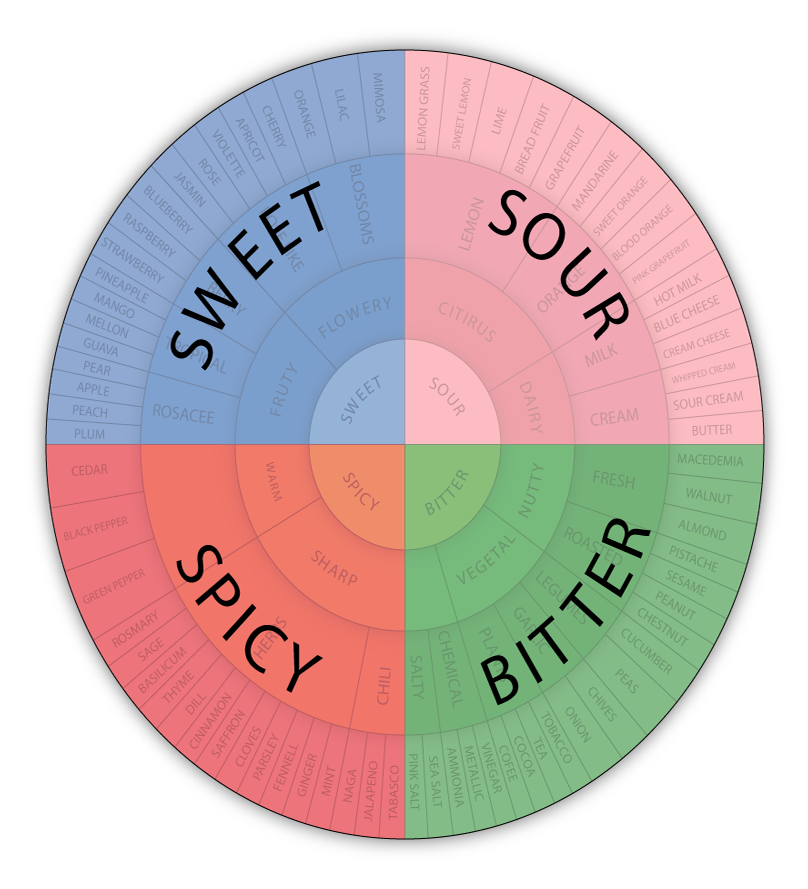 SWEET
SOUR
SPICY
BITTER
MIMOSA
LILAC
ORANGE
CHERRY
APRICOT
VIOLETTE
ROSE
JASMIN
BLUEBERRY
RASPBERRY
STRAWBERRY
PINEAPPLE
MANGO
MELLON
GUAVA
PEAR
APPLE
PEACH
PLUM
BLOSSOMS
ROSACEE
FLOWERY
FRUTY
SWEET
LEMON GRASS
SWEET LEMON
LIME
BREAD FRUIT
GRAPEFRUIT
MANDARINE
SWEET ORANGE
BLOOD ORANGE
PINK GRAPEFRUIT
HOT MILK
BLUE CHEESE
CREAM CHEESE
WHIPPED CREAM
SOUR CREAM
BUTTER
LEMON
ORANGE
MILK
CREAM
CITIRUS
DAIRY
SOUR
MACEDEMIA
WALNUT
ALMOND
PISTACHE
SESAME
PEANUT
CHESTNUT
CUCUMBER
PEAS
CHIVES
ONION
TOBACCO
TEA
COCOA
COFEE
VINEGAR
METALLIC
AMMONIA
SEA SALT
PINK SALT
FRESH
ROASTED
LEGUMES
CHEMICAL
SALTY
NUTTY
VEGETAL
BITTER
CEDAR
BLACK PEPPER
GREEN PEPPER
ROSMARY
SAGE
BASILICUM
THYME
DILL
CINNAMON
SAFFRON
CLOVES
PARSLEY
FENNELL
GINGER
MINT
NAGA
JALAPENO
TABASCO
HERBS
CHILI
WARM
SHARP
SPICY